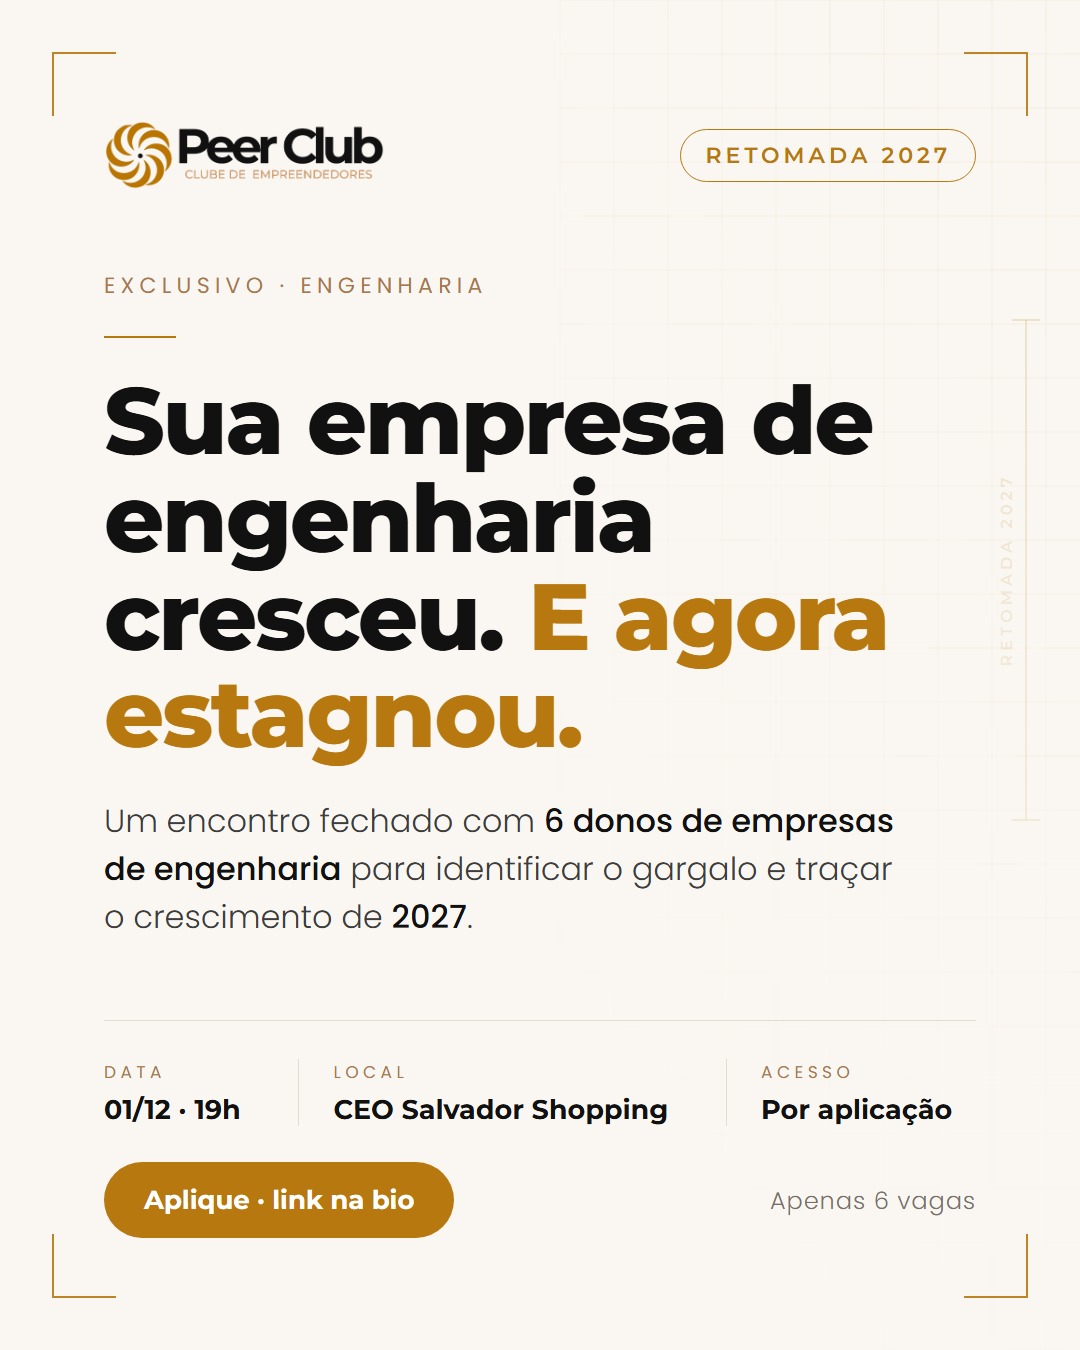 Peer Club
CLUBE DE EMPREENDEDORES
RETOMADA 2027
EXCLUSIVO · ENGENHARIA
Sua empresa de
engenharia
cresceu. E agora
estagnou.
RETOMADA 2027
Um encontro fechado com 6 donos de empresas
de engenharia para identificar o gargalo e traçar
o crescimento de 2027.
DATA
01/12 · 19h
LOCAL
CEO Salvador Shopping
ACESSO
Por aplicação
Aplique · link na bio
Apenas 6 vagas